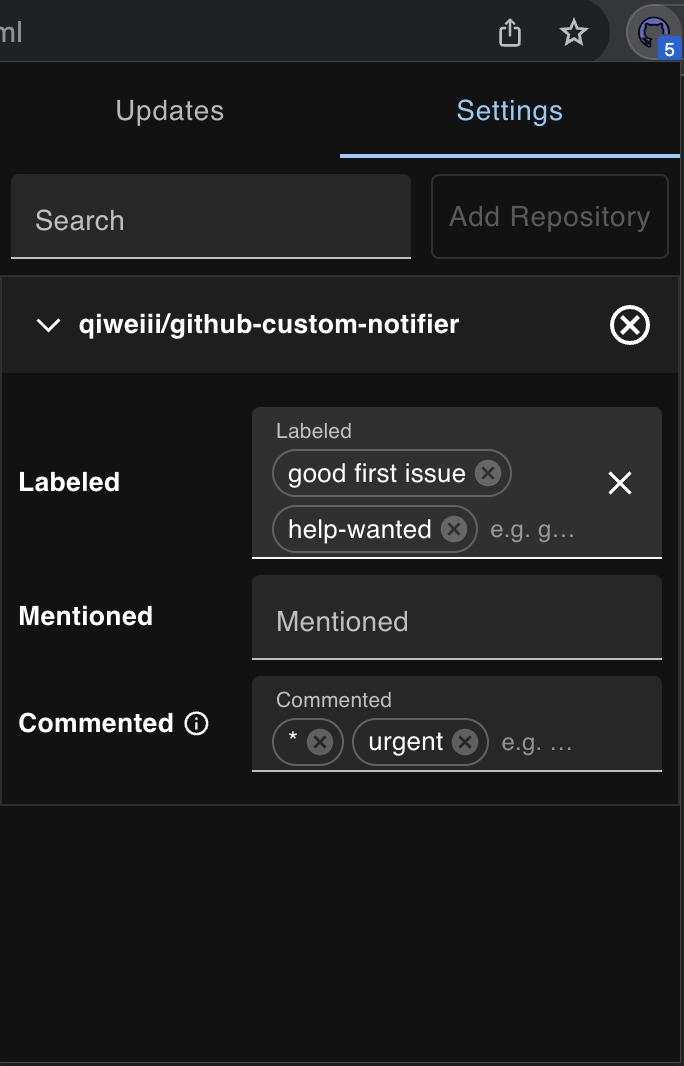 ml
5
Updates
Settings
Search
Add Repository
qiweiii/github-custom-notifier
Labeled
Labeled
good first issue
help-wanted
e.g. g…
Mentioned
Mentioned
Commented
Commented
*
urgent
e.g. …